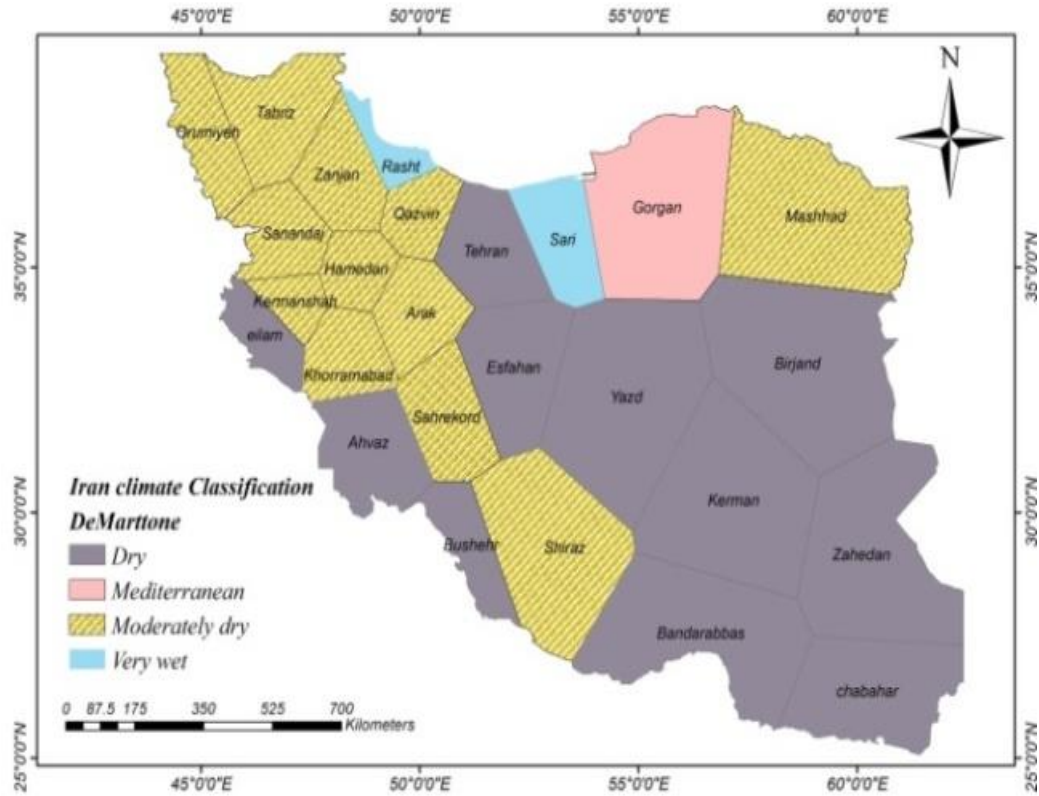 45°0'0"E 50°0'0"E 55°0'0"E 60°0'0"E
N
Tabriz
Orumiyeh
Rasht
Zanjan
Gorgan
Qazvin
Mashhad
Sanandaj
Sari
Tehran
35°0'0"N 35°0'0"N
Hamedan
Kermanshah
Arak
eilam
Esfahan
Birjand
Khorramabad
Yazd
Sahrekord
Ahvaz
Iran climate Classification
Kerman
30°0'0"N 30°0'0"N
DeMarttone
Bushehr
Shiraz
Dry
Zahedan
Mediterranean
Moderately dry
Bandarabbas
Very wet
chabahar
0 87.5 175 350 525 700
Kilometers
25°0'0"N 25°0'0"N
45°0'0"E 50°0'0"E 55°0'0"E 60°0'0"E